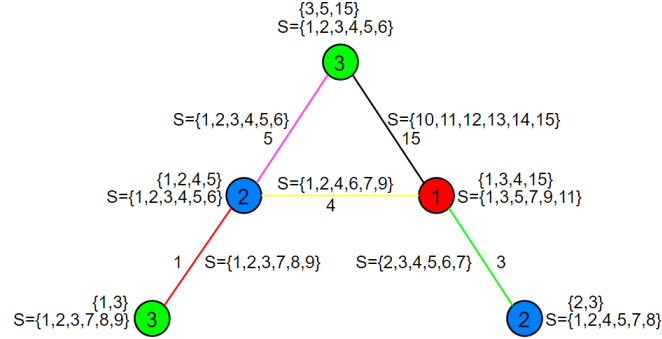 {3,5,15}
S={1,2,3,4,5,6}
3
S={1,2,3,4,5,6}
5
S={10,11,12,13,14,15}
15
{1,2,4,5}
S={1,2,3,4,5,6}
2
S={1,2,4,6,7,9}
4
1
{1,3,4,15}
S={1,3,5,7,9,11}
1
S={1,2,3,7,8,9}
S={2,3,4,5,6,7}
3
{1,3}
S={1,2,3,7,8,9}
3
2
{2,3}
S={1,2,4,5,7,8}